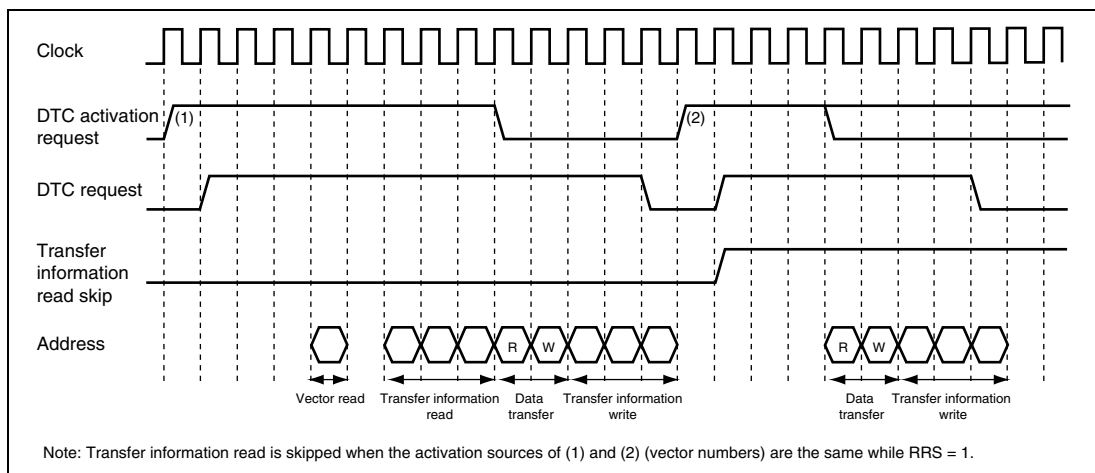 Clock
DTC activation
request
(1)
(2)
DTC request
Transfer
information
read skip
Address
R
W
R
W
Vector read
Transfer information
read
Data
transfer
Transfer information
write
Data
transfer
Transfer information
write
Note: Transfer information read is skipped when the activation sources of (1) and (2) (vector numbers) are the same while RRS = 1.